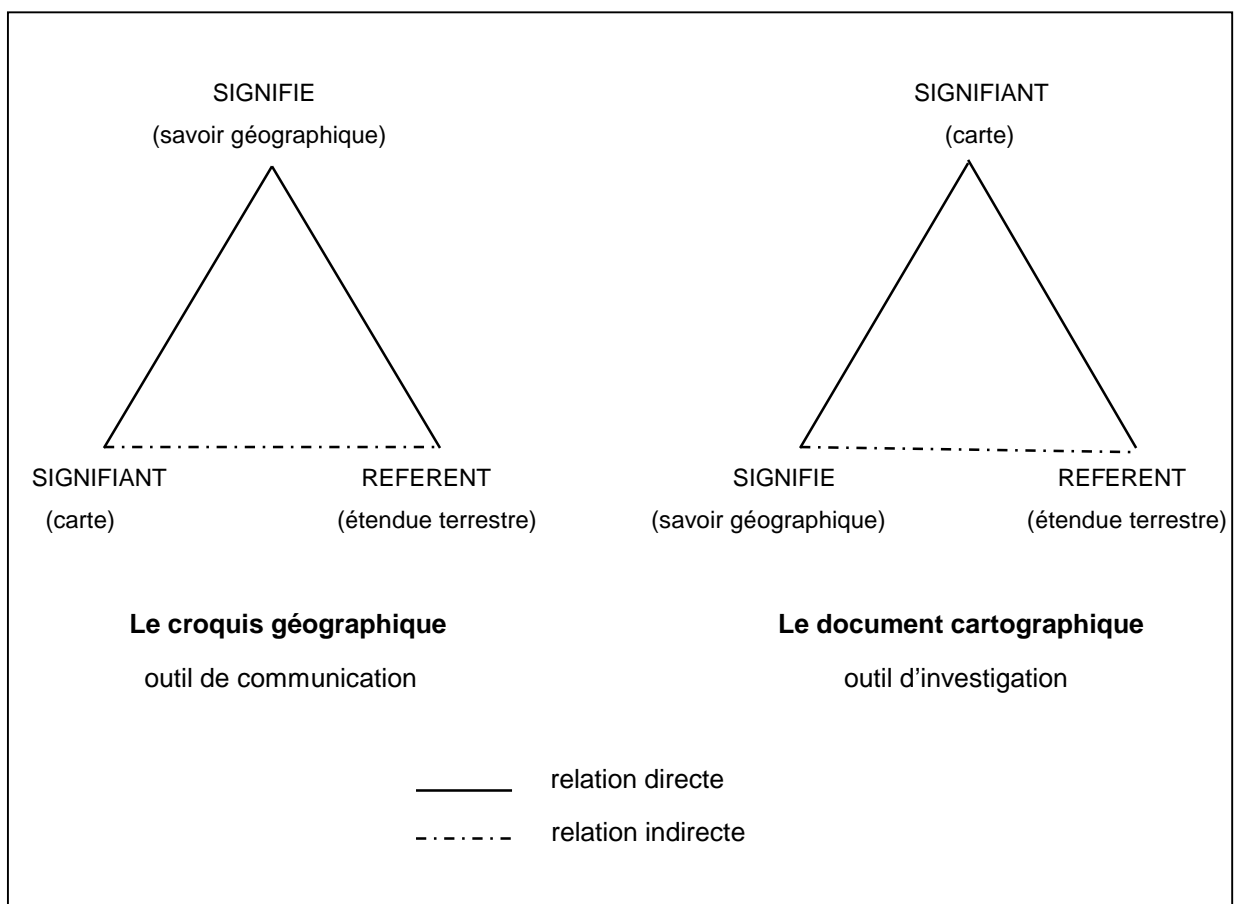 SIGNIFIE
(savoir géographique)
SIGNIFIANT
(carte)
REFERENT
(étendue terrestre)
Le croquis géographique
outil de communication
SIGNIFIANT
(carte)
SIGNIFIE
(savoir géographique)
REFERENT
(étendue terrestre)
Le document cartographique
outil d'investigation
relation directe
relation indirecte